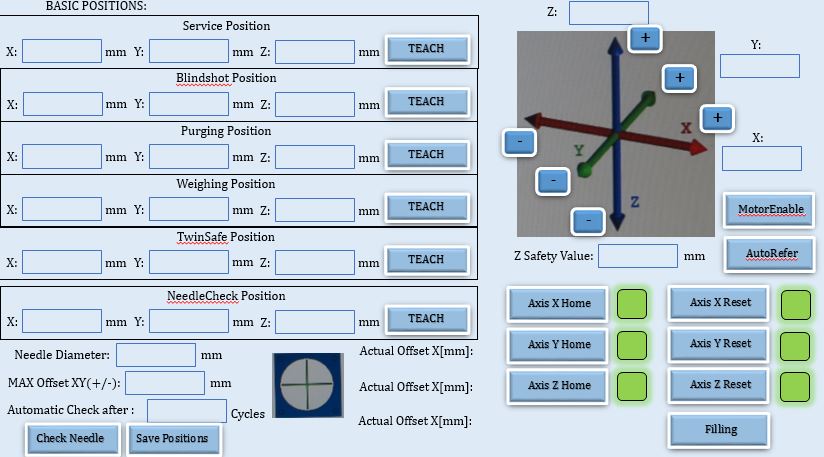 BASIC POSITIONS:
Service Position
X: mm Y: mm Z: mm TEACH
Blindshot Position
X: mm Y: mm Z: mm TEACH
Purging Position
X: mm Y: mm Z: mm TEACH
Weighing Position
X: mm Y: mm Z: mm TEACH
TwinSafe Position
X: mm Y: mm Z: mm TEACH
NeedleCheck Position
X: mm Y: mm Z: mm TEACH
Needle Diameter: mm
MAX Offset XY(+/-): mm
Automatic Check after : Cycles
Check Needle Save Positions
Actual Offset X[mm]:
Actual Offset X[mm]:
Actual Offset X[mm]:
Z:
+
Y:
+
+
X
X:
-
Y
-
Z
-
MotorEnable
Z Safety Value: mm
AutoRefer
Axis X Home Axis X Reset
Axis Y Home Axis Y Reset
Axis Z Home Axis Z Reset
Filling